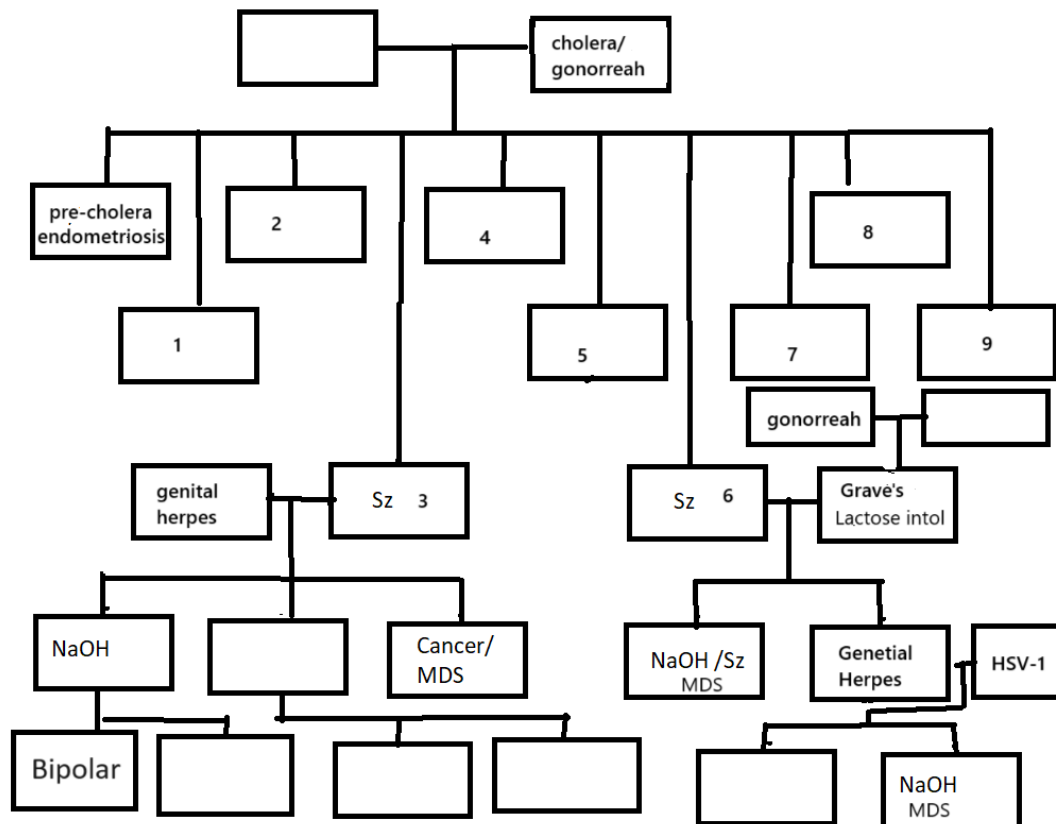 cholera/
gonorreah
pre-cholera
endometriosis
1
2
4
5
7
8
9
gonorreah
genital
herpes
Sz 3
Sz 6
Grave's
Lactose intol
NaOH
Cancer/
MDS
NaOH /Sz
MDS
Genetial
Herpes
HSV-1
Bipolar
NaOH
MDS